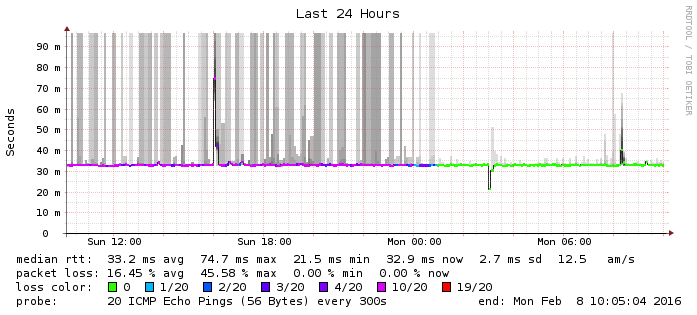 Last 24 Hours
RRDTOOL / TOBI OETIKER
Seconds
90 m
80 m
70 m
60 m
50 m
40 m
30 m
20 m
10 m
0
Sun 12:00 Sun 18:00 Mon 00:00 Mon 06:00
median rtt: 33.2 ms avg 74.7 ms max 21.5 ms min 32.9 ms now 2.7 ms sd 12.5 am/s
packet loss: 16.45 % avg 45.58 % max 0.00 % min 0.00 % now
loss color: 0 1/20 2/20 3/20 4/20 10/20 19/20
probe: 20 ICMP Echo Pings (56 Bytes) every 300s end: Mon Feb 8 10:05:04 2016